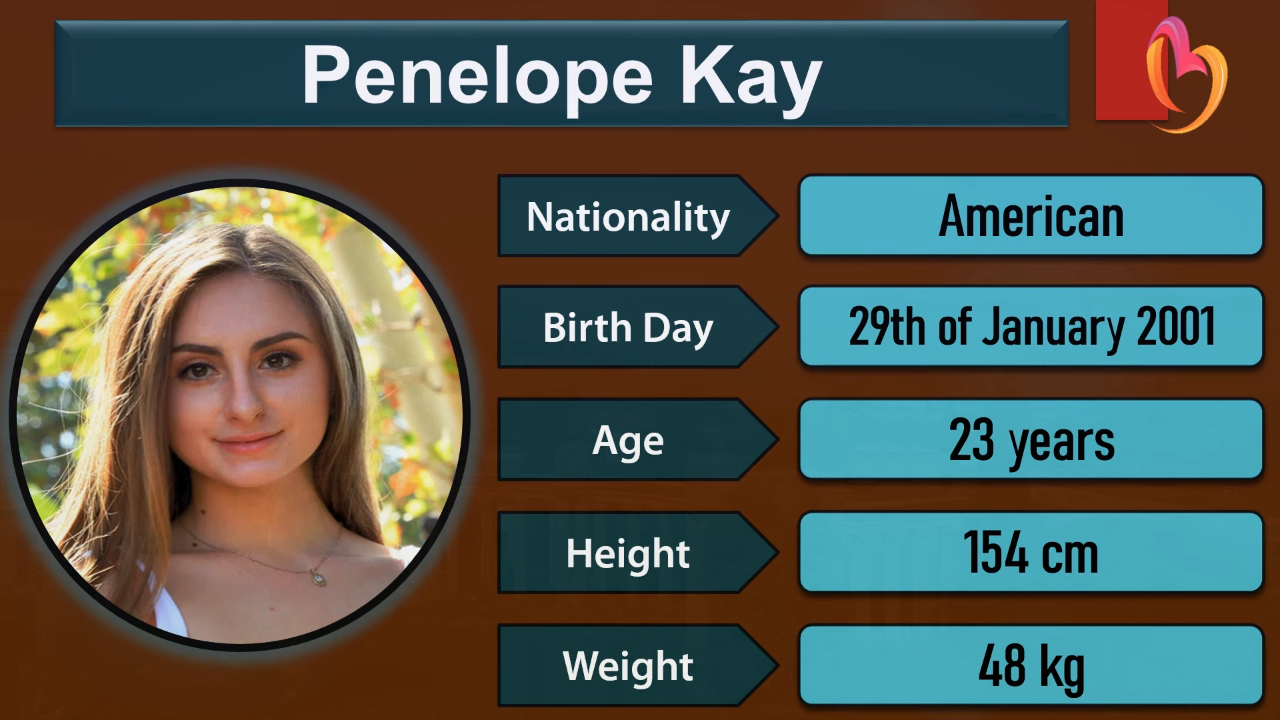 Penelope Kay
Nationality
American
Birth Day
29th of January 2001
Age
23 years
Height
154 cm
Weight
48 kg